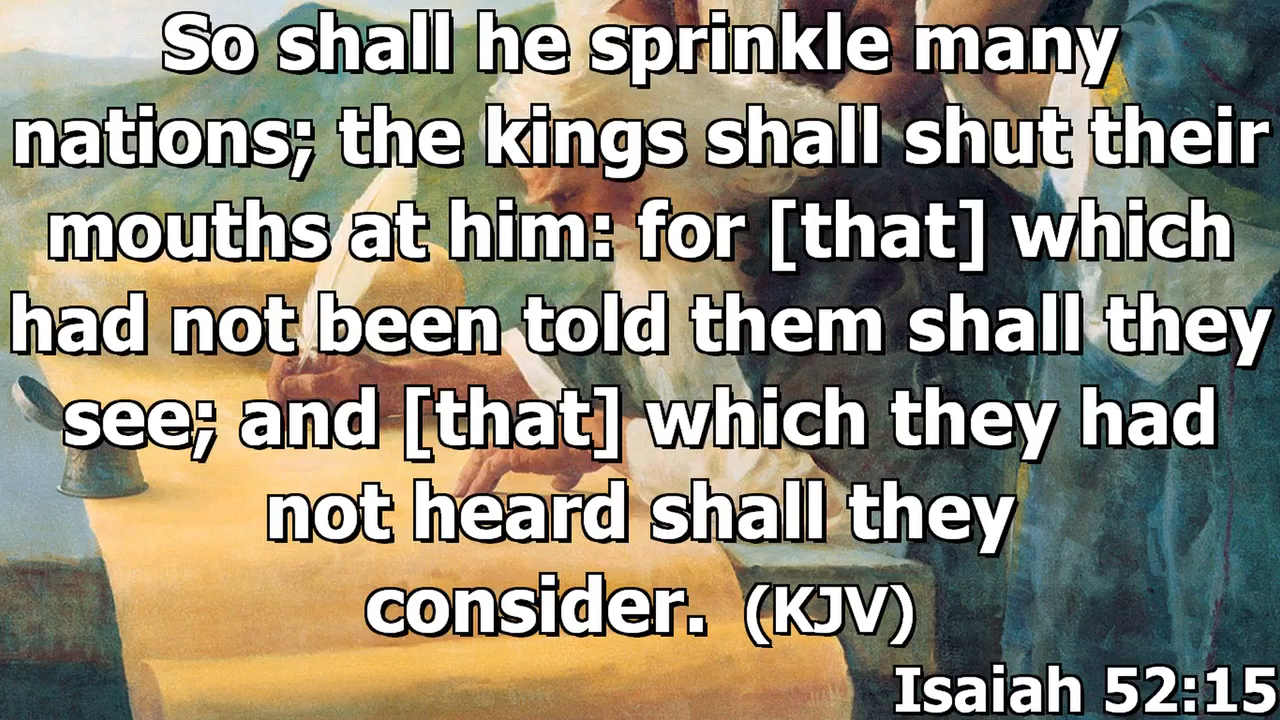 So shall he sprinkle many
nations; the kings shall shut their
mouths at him: for [that] which
had not been told them shall they
see; and [that] which they had
not heard shall they
consider. (KJV)
Isaiah 52:15